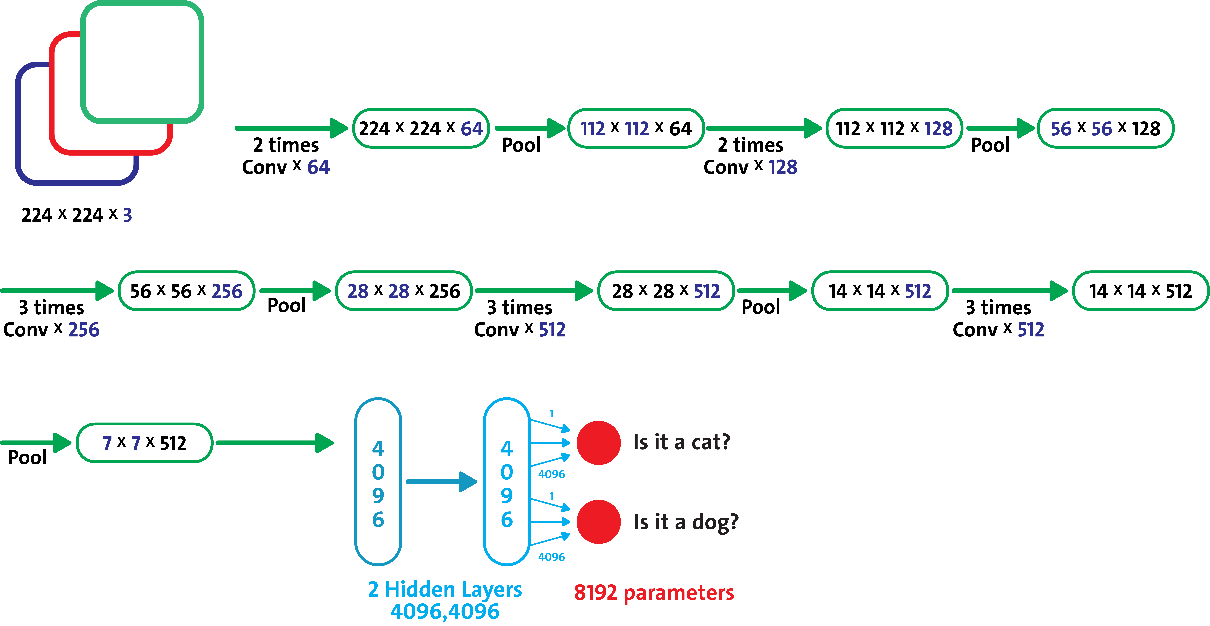 224 x 224 x 3
2 times
Conv x 64
224 x 224 x 64
Pool
112 x 112 x 64
2 times
Conv x 128
112 x 112 x 128
Pool
56 x 56 x 128
3 times
Conv x 256
56 x 56 x 256
Pool
28 x 28 x 256
3 times
Conv x 512
28 x 28 x 512
Pool
14 x 14 x 512
3 times
Conv x 512
14 x 14 x 512
Pool
7 x 7 x 512
4
0
9
6
4
0
9
6
1
4096
Is it a cat?
1
4096
Is it a dog?
2 Hidden Layers
4096,4096
8192 parameters